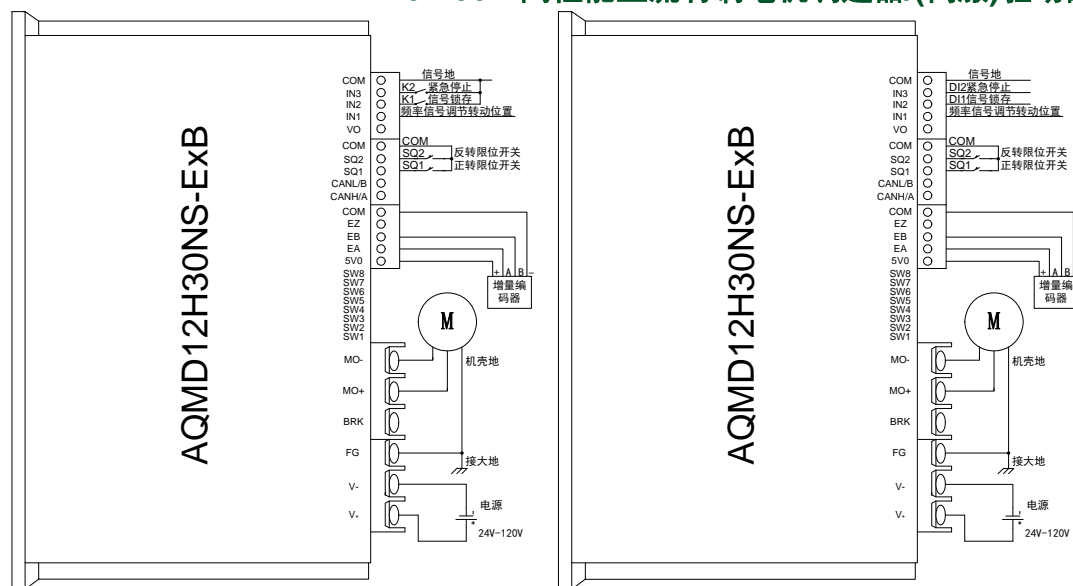 AQMD12H30NS-ExB
COM
IN3
IN2
IN1
VO
COM
SQ2
SQ1
CANL/B
CANH/A
COM
EZ
EB
EA
5V0
SW8
SW7
SW6
SW5
SW4
SW3
SW2
SW1
MO-
MO+
BRK
FG
V-
V+
信号地
K2 紧急停止
K1 信号锁存
频率信号调节转动位置
COM
SQ2 反转限位开关
SQ1 正转限位开关
+ A B -
增量编
码器
M
机壳地
接大地
电源
24V-120V
AQMD12H30NS-ExB
COM
IN3
IN2
IN1
VO
COM
SQ2
SQ1
CANL/B
CANH/A
COM
EZ
EB
EA
5V0
SW8
SW7
SW6
SW5
SW4
SW3
SW2
SW1
MO-
MO+
BRK
FG
V-
V+
信号地
DI2紧急停止
DI1信号锁存
频率信号调节转动位置
COM
SQ2 反转限位开关
SQ1 正转限位开关
+ A B
增量编
码器
M
机壳地
接大地
电源
24V-120V